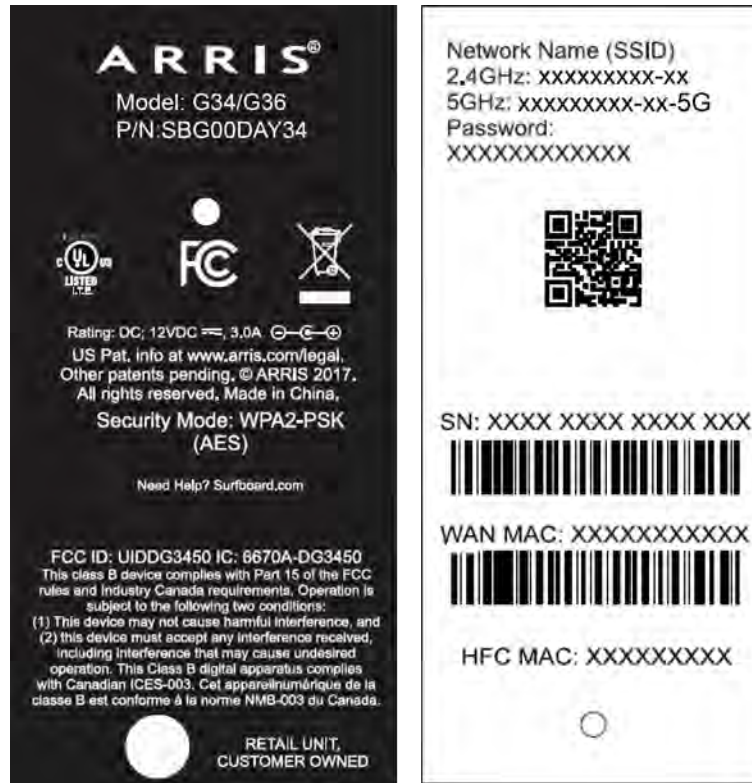 ARRIS®
Model: G34/G36
P/N:SBG00DAY34
FC
C UL US
LISTED
I.T.E.
Rating: DC; 12VDC ⎓, 3.0A
US Pat. info at www.arris.com/legal.
Other patents pending. © ARRIS 2017.
All rights reserved. Made in China.
Security Mode: WPA2-PSK
(AES)
Need Help? Surfboard.com
FCC ID: UIDDG3450 IC: 6670A-DG3450
This class B device complies with Part 15 of the FCC
rules and Industry Canada requirements. Operation is
subject to the following two conditions:
(1) This device may not cause harmful interference, and
(2) this device must accept any interference received,
including interference that may cause undesired
operation. This Class B digital apparatus complies
with Canadian ICES-003. Cet appareilnumérique de la
classe B est conforme à la norme NMB-003 du Canada.
RETAIL UNIT,
CUSTOMER OWNED
Network Name (SSID)
2.4GHz: XXXXXXXXX-XX
5GHz: XXXXXXXXX-XX-5G
Password:
XXXXXXXXXXXX
SN: XXXX XXXX XXXX XXX
WAN MAC: XXXXXXXXXXX
HFC MAC: XXXXXXXXX